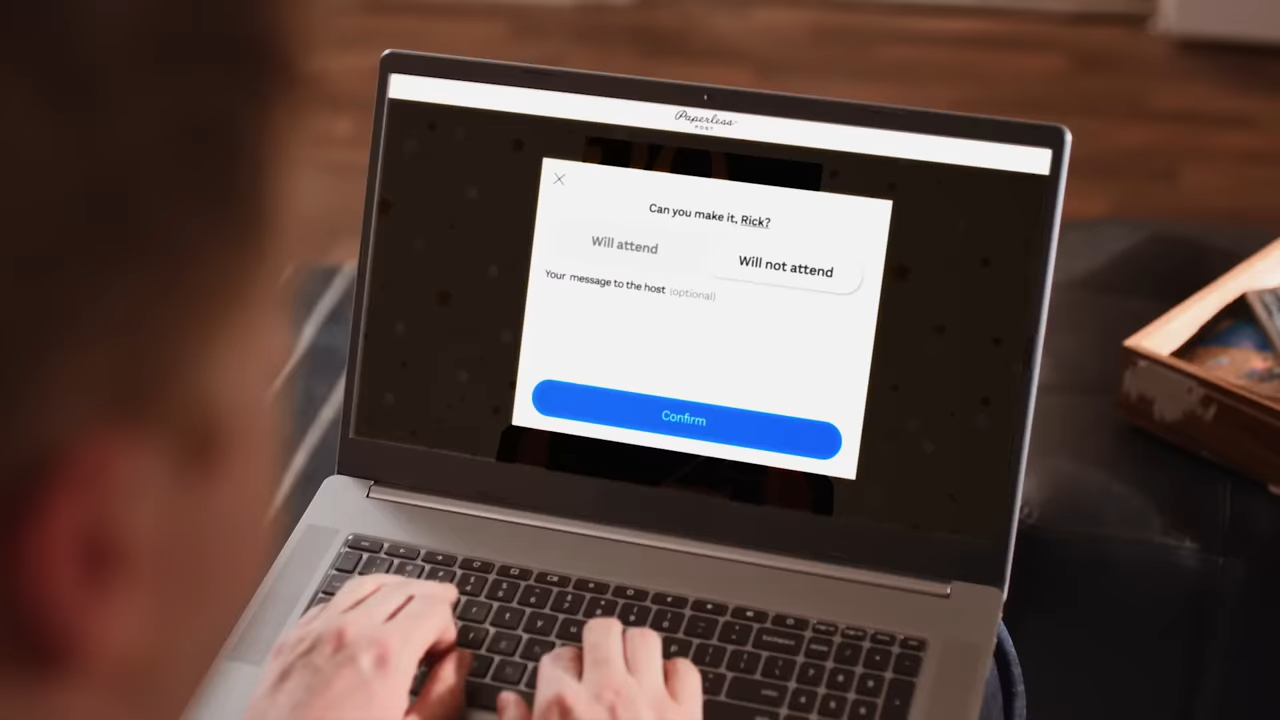 Paperless
POST
Can you make it, Rick?
Will attend
Will not attend
Your message to the host (optional)
Confirm